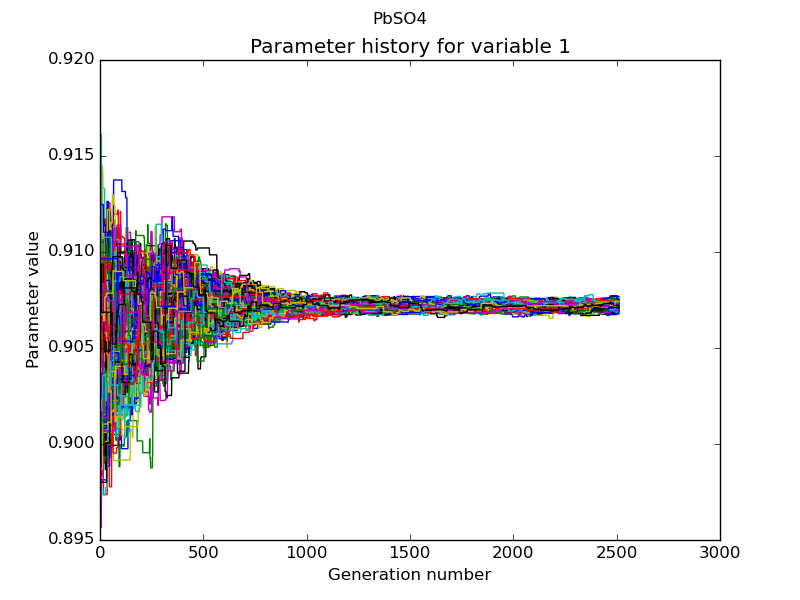 PbSO4
Parameter history for variable 1
0.920
0.915
0.910
0.905
0.900
0.895
Parameter value
0 500 1000 1500 2000 2500 3000
Generation number